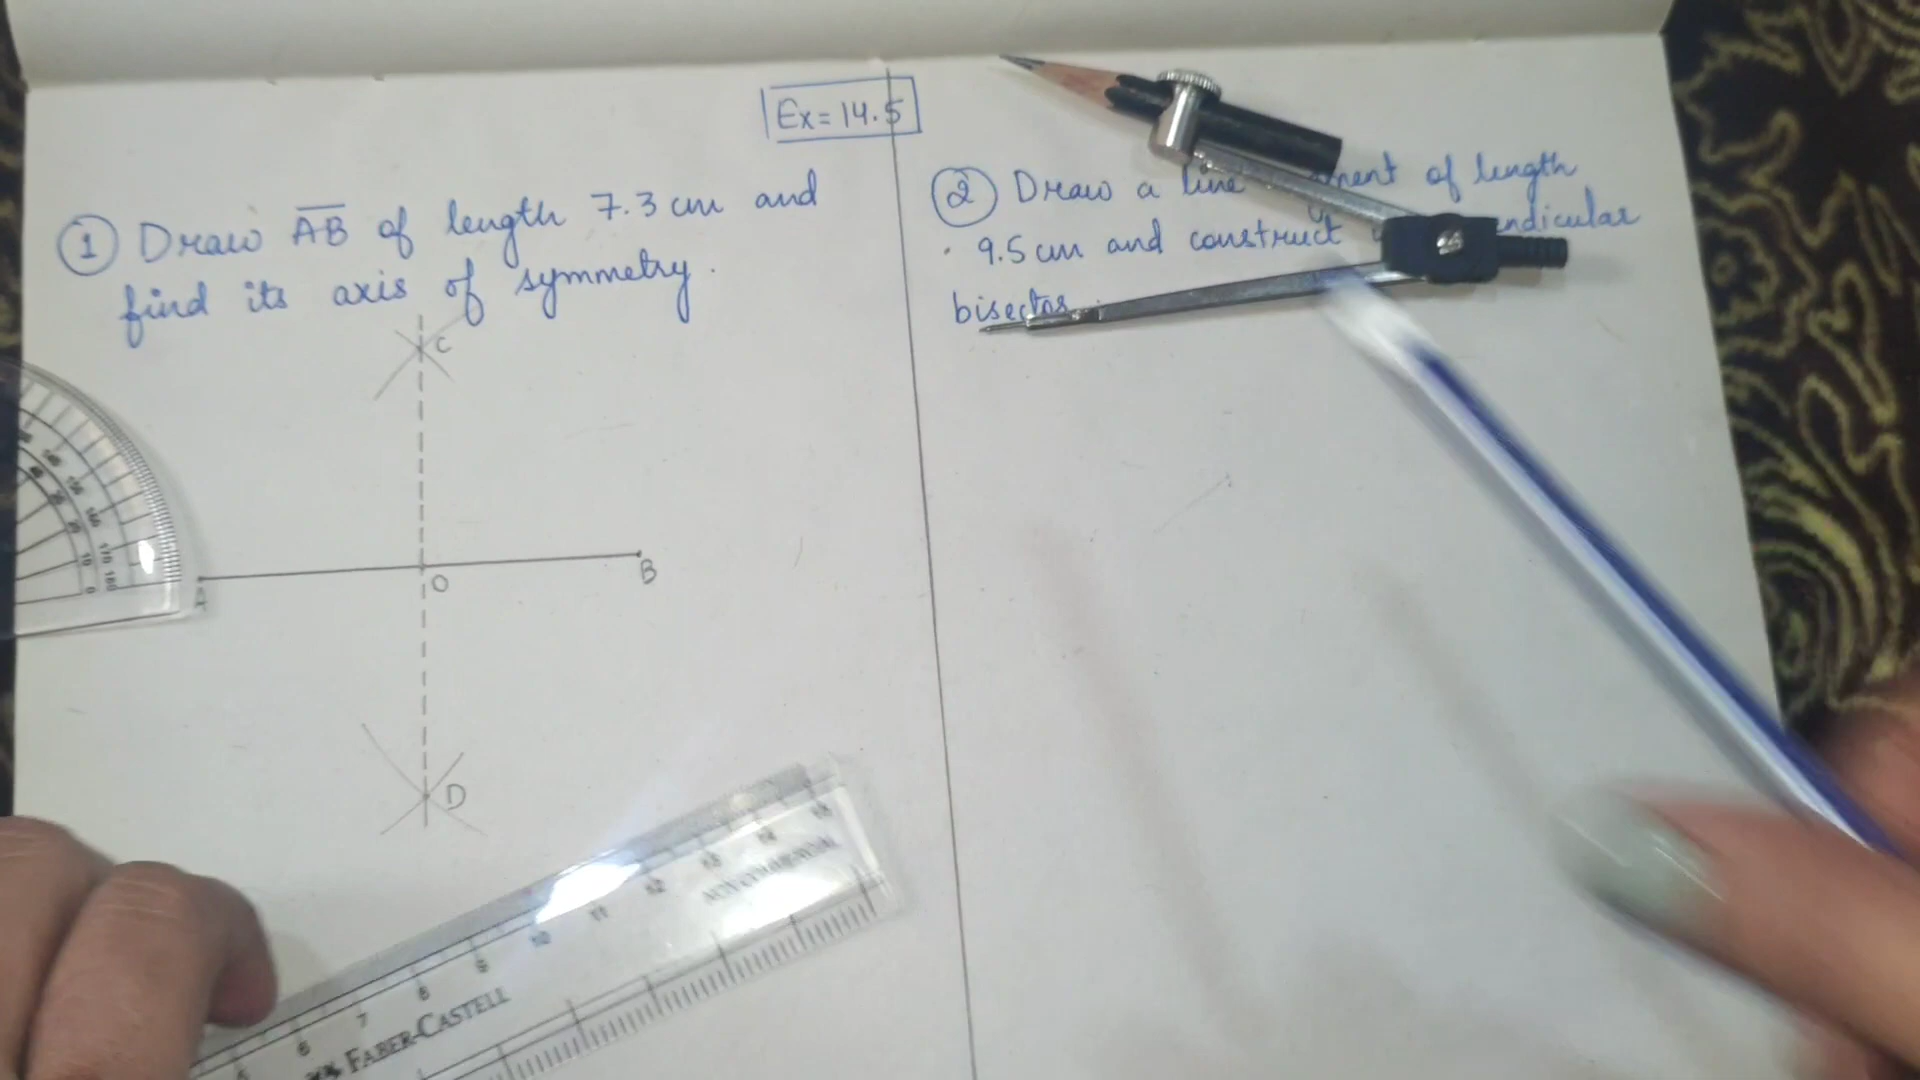 Ex = 14.5
① Draw AB of length 7.3 cm and
find its axis of symmetry.
C
A
O
B
D
② Draw a line of length
9.5 cm and construct
bisector.
FABER-CASTELL